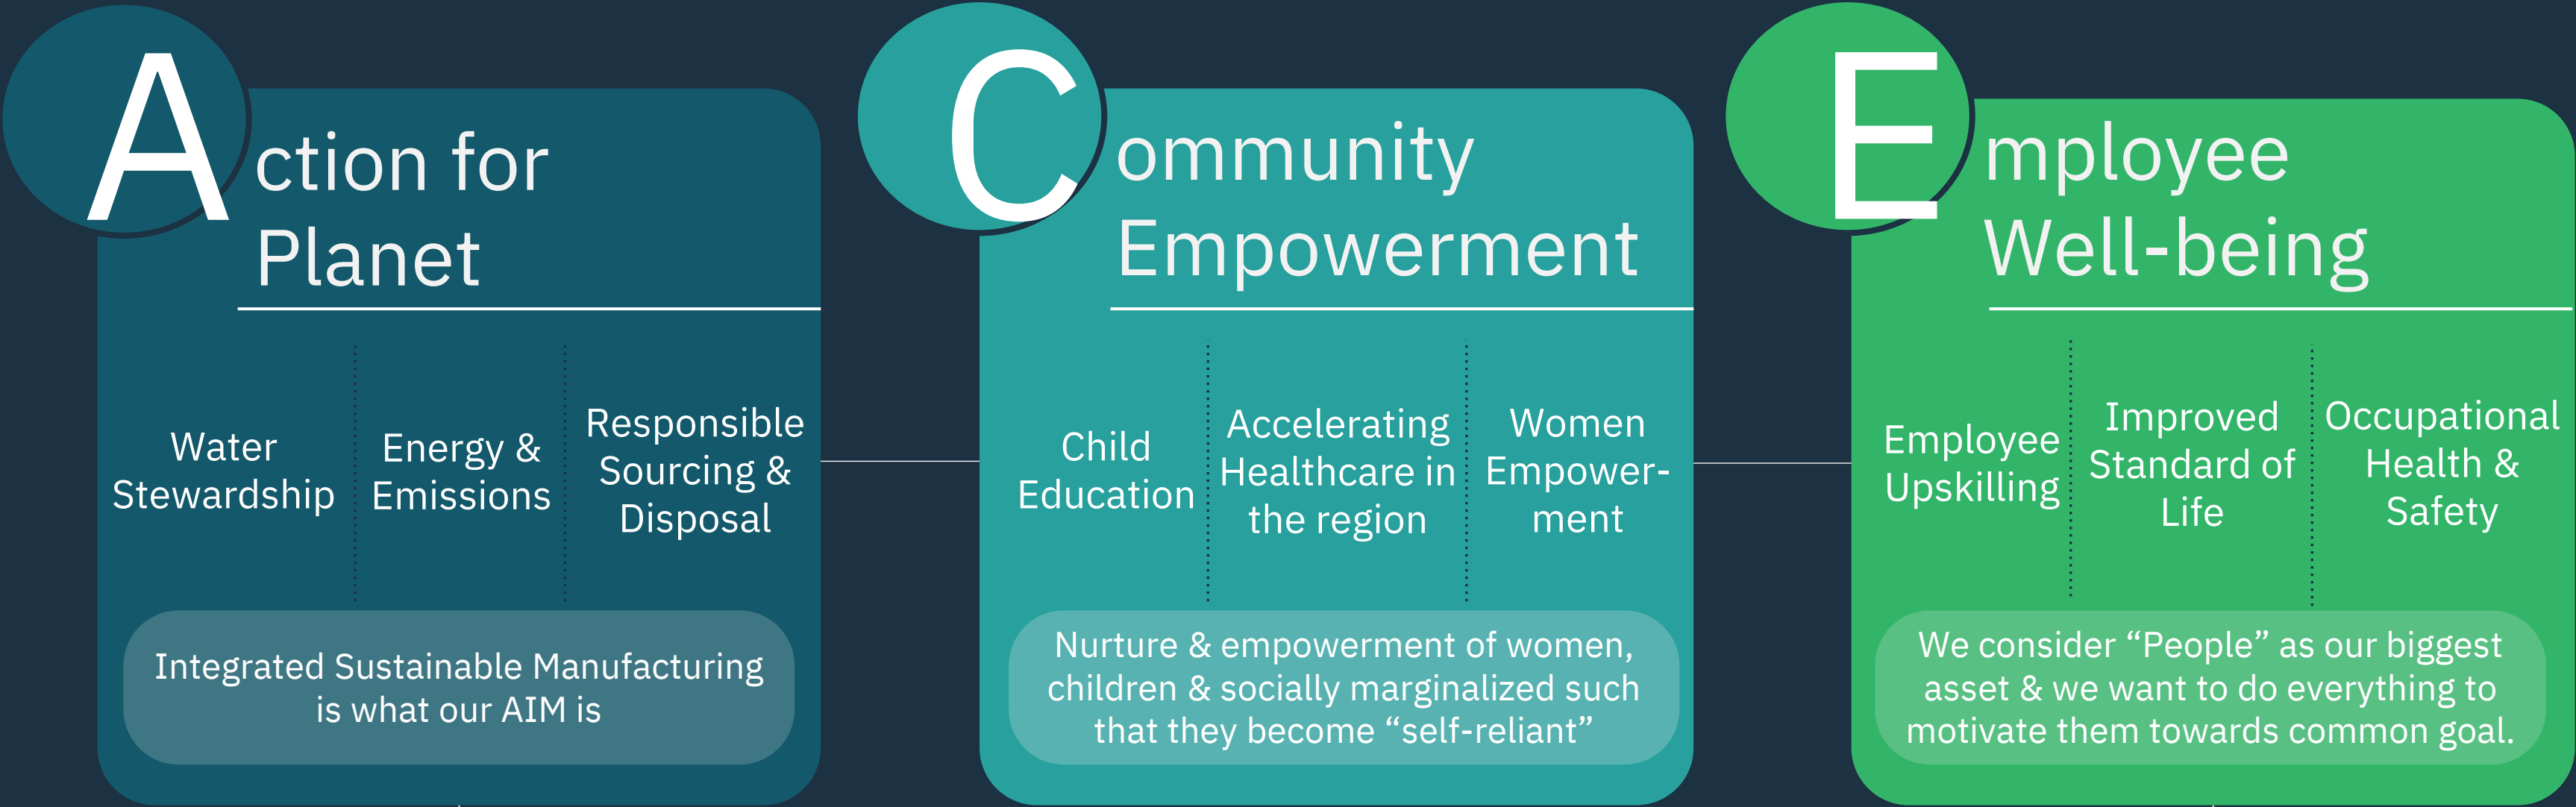 Action for
Planet
Water
Stewardship
Energy &
Emissions
Responsible
Sourcing &
Disposal
Integrated Sustainable Manufacturing
is what our AIM is
Community
Empowerment
Child
Education
Accelerating
Healthcare in
the region
Women
Empower-
ment
Nurture & empowerment of women,
children & socially marginalized such
that they become “self-reliant”
Employee
Well-being
Employee
Upskilling
Improved
Standard of
Life
Occupational
Health &
Safety
We consider “People” as our biggest
asset & we want to do everything to
motivate them towards common goal.